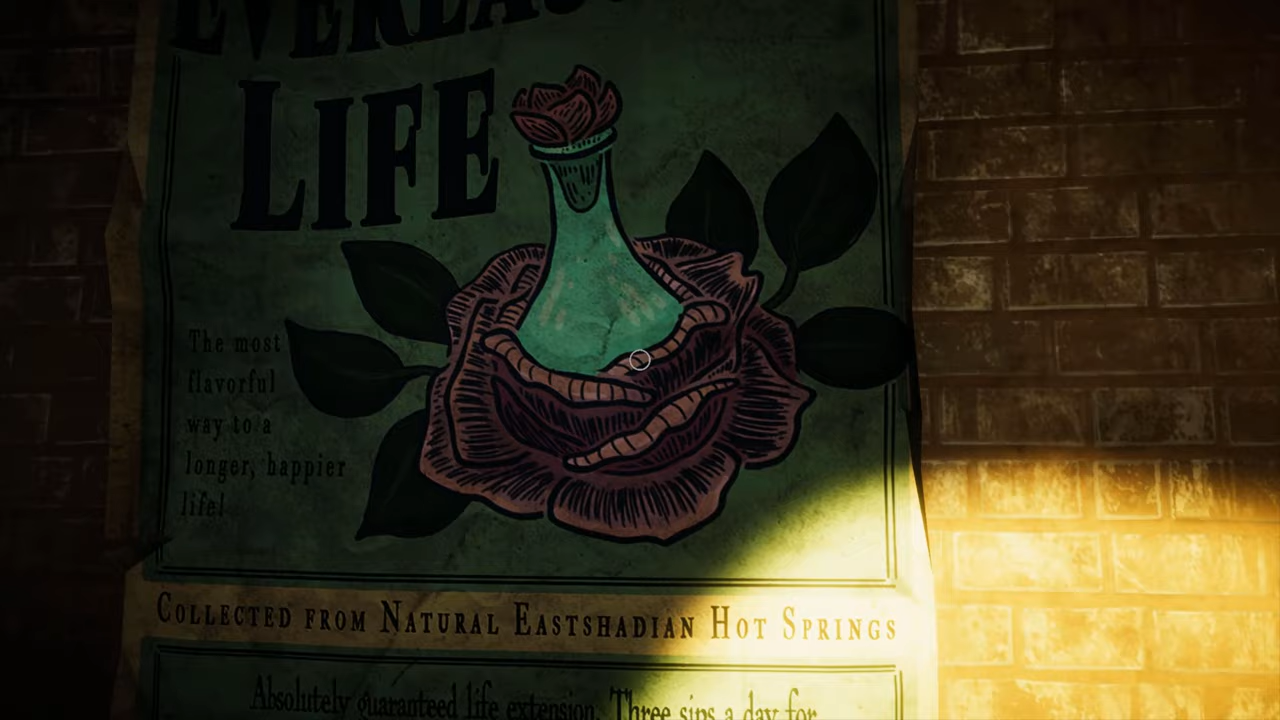 LIFE
The most
flavorful
way to a
longer, happier
life!
COLLECTED FROM NATURAL EASTSHADIAN HOT SPRINGS
Absolutely guaranteed life extension. Three sips a day for